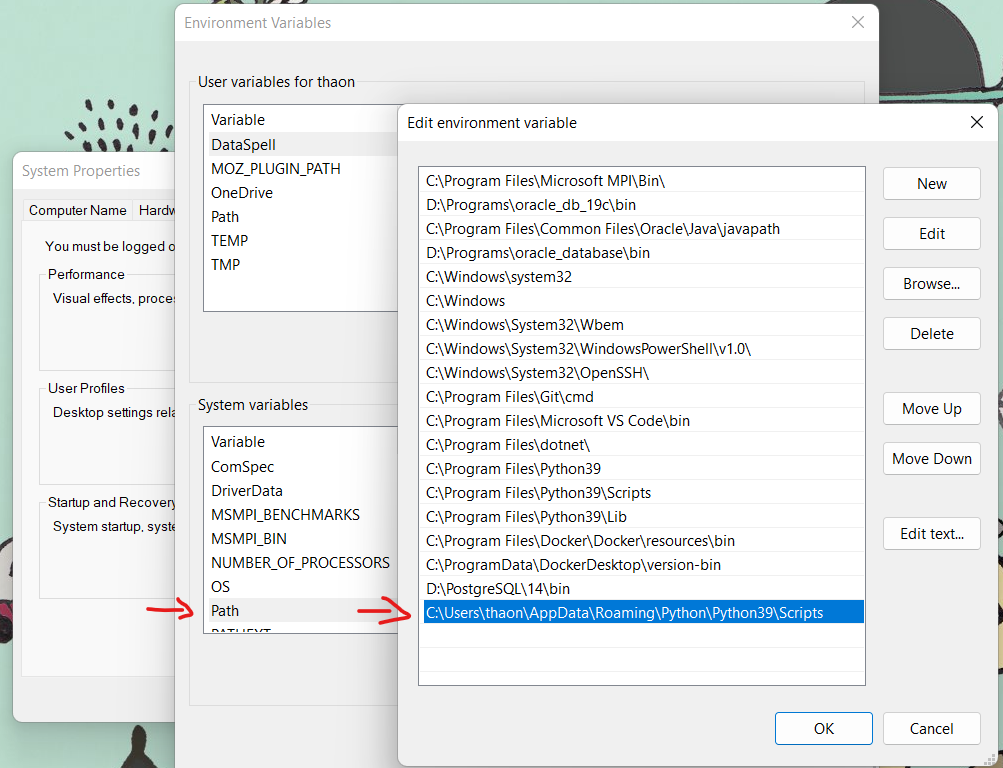 Environment Variables
User variables for thaon
Variable
DataSpell
MOZ_PLUGIN_PATH
OneDrive
Path
TEMP
TMP
System variables
Variable
ComSpec
DriverData
MSMPI_BENCHMARKS
MSMPI_BIN
NUMBER_OF_PROCESSORS
OS
Path
PATHEXT
System Properties
Computer Name
Hardw
You must be logged o
Performance
Visual effects, proces
User Profiles
Desktop settings rela
Startup and Recovery
System startup, syste
Edit environment variable
C:\Program Files\Microsoft MPI\Bin\
D:\Programs\oracle_db_19c\bin
C:\Program Files\Common Files\Oracle\Java\javapath
D:\Programs\oracle_database\bin
C:\Windows\system32
C:\Windows
C:\Windows\System32\Wbem
C:\Windows\System32\WindowsPowerShell\v1.0\
C:\Windows\System32\OpenSSH\
C:\Program Files\Git\cmd
C:\Program Files\Microsoft VS Code\bin
C:\Program Files\dotnet\
C:\Program Files\Python39
C:\Program Files\Python39\Scripts
C:\Program Files\Python39\Lib
C:\Program Files\Docker\Docker\resources\bin
C:\ProgramData\DockerDesktop\version-bin
D:\PostgreSQL\14\bin
C:\Users\thaon\AppData\Roaming\Python\Python39\Scripts
New
Edit
Browse...
Delete
Move Up
Move Down
Edit text...
OK
Cancel